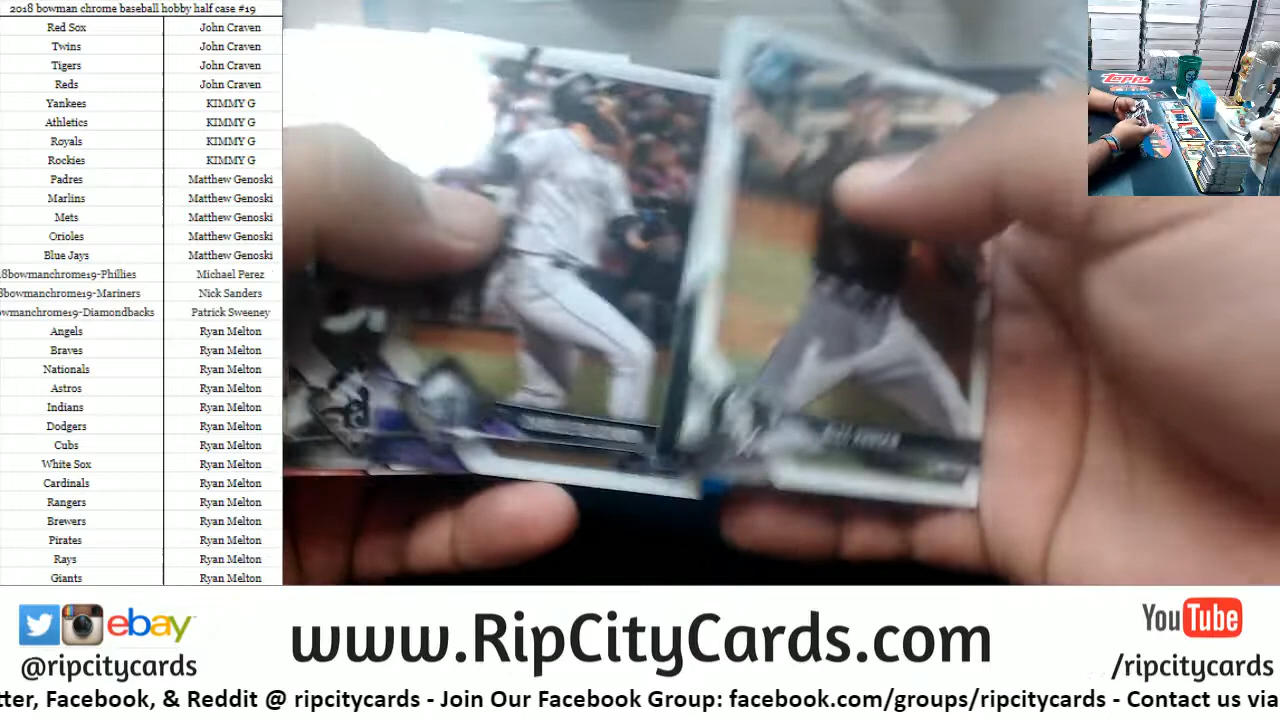 2018 bowman chrome baseball hobby half case #19
Red Sox John Craven
Twins John Craven
Tigers John Craven
Reds John Craven
Yankees KIMMY G
Athletics KIMMY G
Royals KIMMY G
Rockies KIMMY G
Padres Matthew Genoski
Marlins Matthew Genoski
Mets Matthew Genoski
Orioles Matthew Genoski
Blue Jays Matthew Genoski
8bowmanchrome19-Phillies Michael Perez
8bowmanchrome19-Mariners Nick Sanders
owmanchrome19-Diamondbacks Patrick Sweeney
Angels Ryan Melton
Braves Ryan Melton
Nationals Ryan Melton
Astros Ryan Melton
Indians Ryan Melton
Dodgers Ryan Melton
Cubs Ryan Melton
White Sox Ryan Melton
Cardinals Ryan Melton
Rangers Ryan Melton
Brewers Ryan Melton
Pirates Ryan Melton
Rays Ryan Melton
Giants Ryan Melton
Topps
ebay
@ripcitycards
www.RipCityCards.com
YouTube
/ripcitycards
tter, Facebook, & Reddit @ ripcitycards - Join Our Facebook Group: facebook.com/groups/ripcitycards - Contact us via